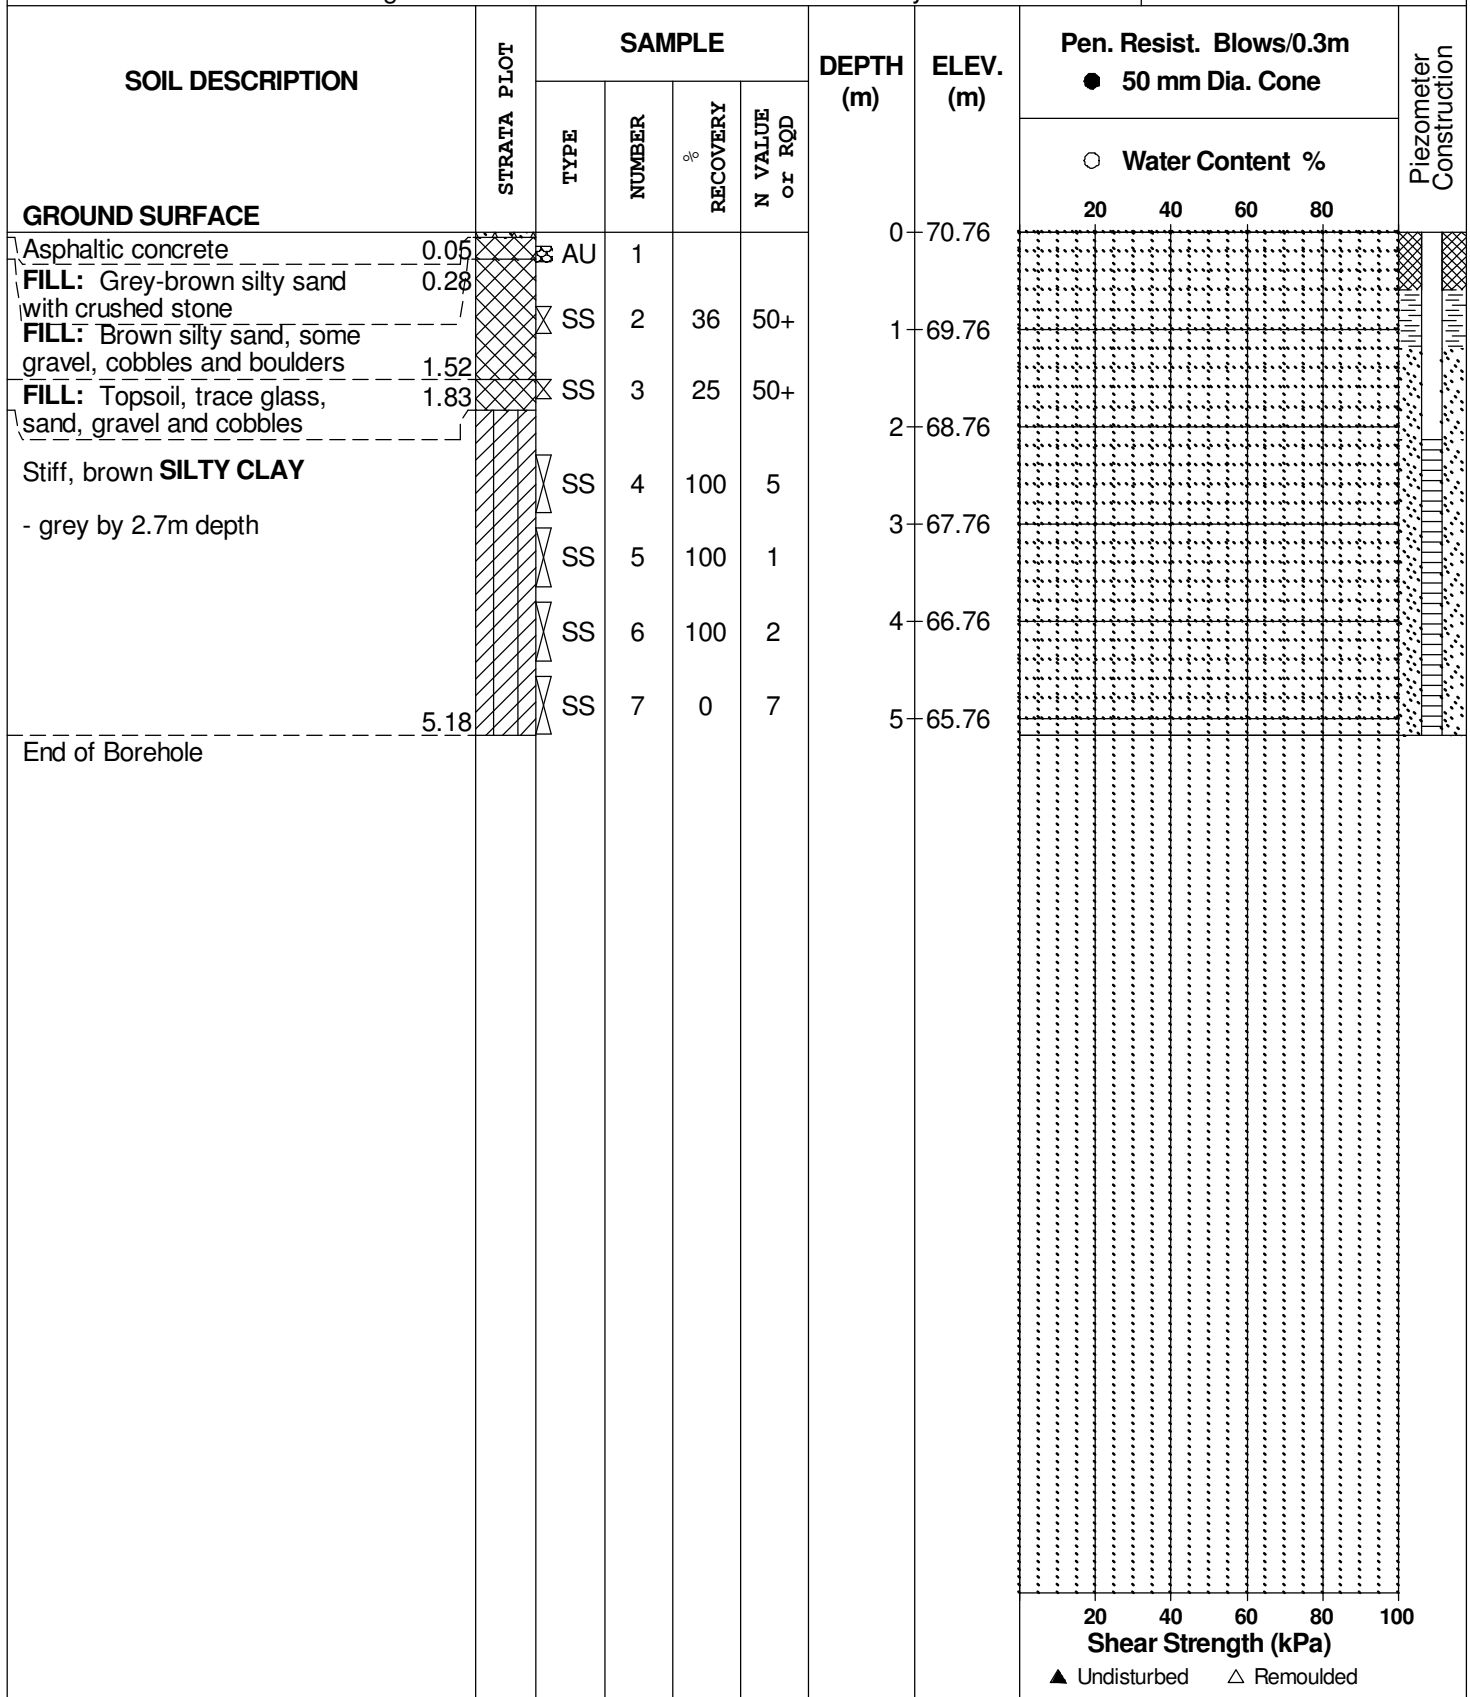 SOIL DESCRIPTION
STRATA PLOT
SAMPLE
TYPE
NUMBER
%
RECOVERY
N VALUE
or RQD
DEPTH
(m)
ELEV.
(m)
Pen. Resist. Blows/0.3m
● 50 mm Dia. Cone
○ Water Content %
Piezometer
Construction
GROUND SURFACE
20 40 60 80
0 70.76
Asphaltic concrete 0.05
AU 1
FILL: Grey-brown silty sand 0.28
with crushed stone
SS 2 36 50+
1 69.76
FILL: Brown silty sand, some
gravel, cobbles and boulders 1.52
FILL: Topsoil, trace glass, 1.83
SS 3 25 50+
sand, gravel and cobbles
2 68.76
Stiff, brown SILTY CLAY
SS 4 100 5
- grey by 2.7m depth
3 67.76
SS 5 100 1
4 66.76
SS 6 100 2
SS 7 0 7
5 65.76
5.18
End of Borehole
20 40 60 80 100
Shear Strength (kPa)
▲ Undisturbed △ Remoulded